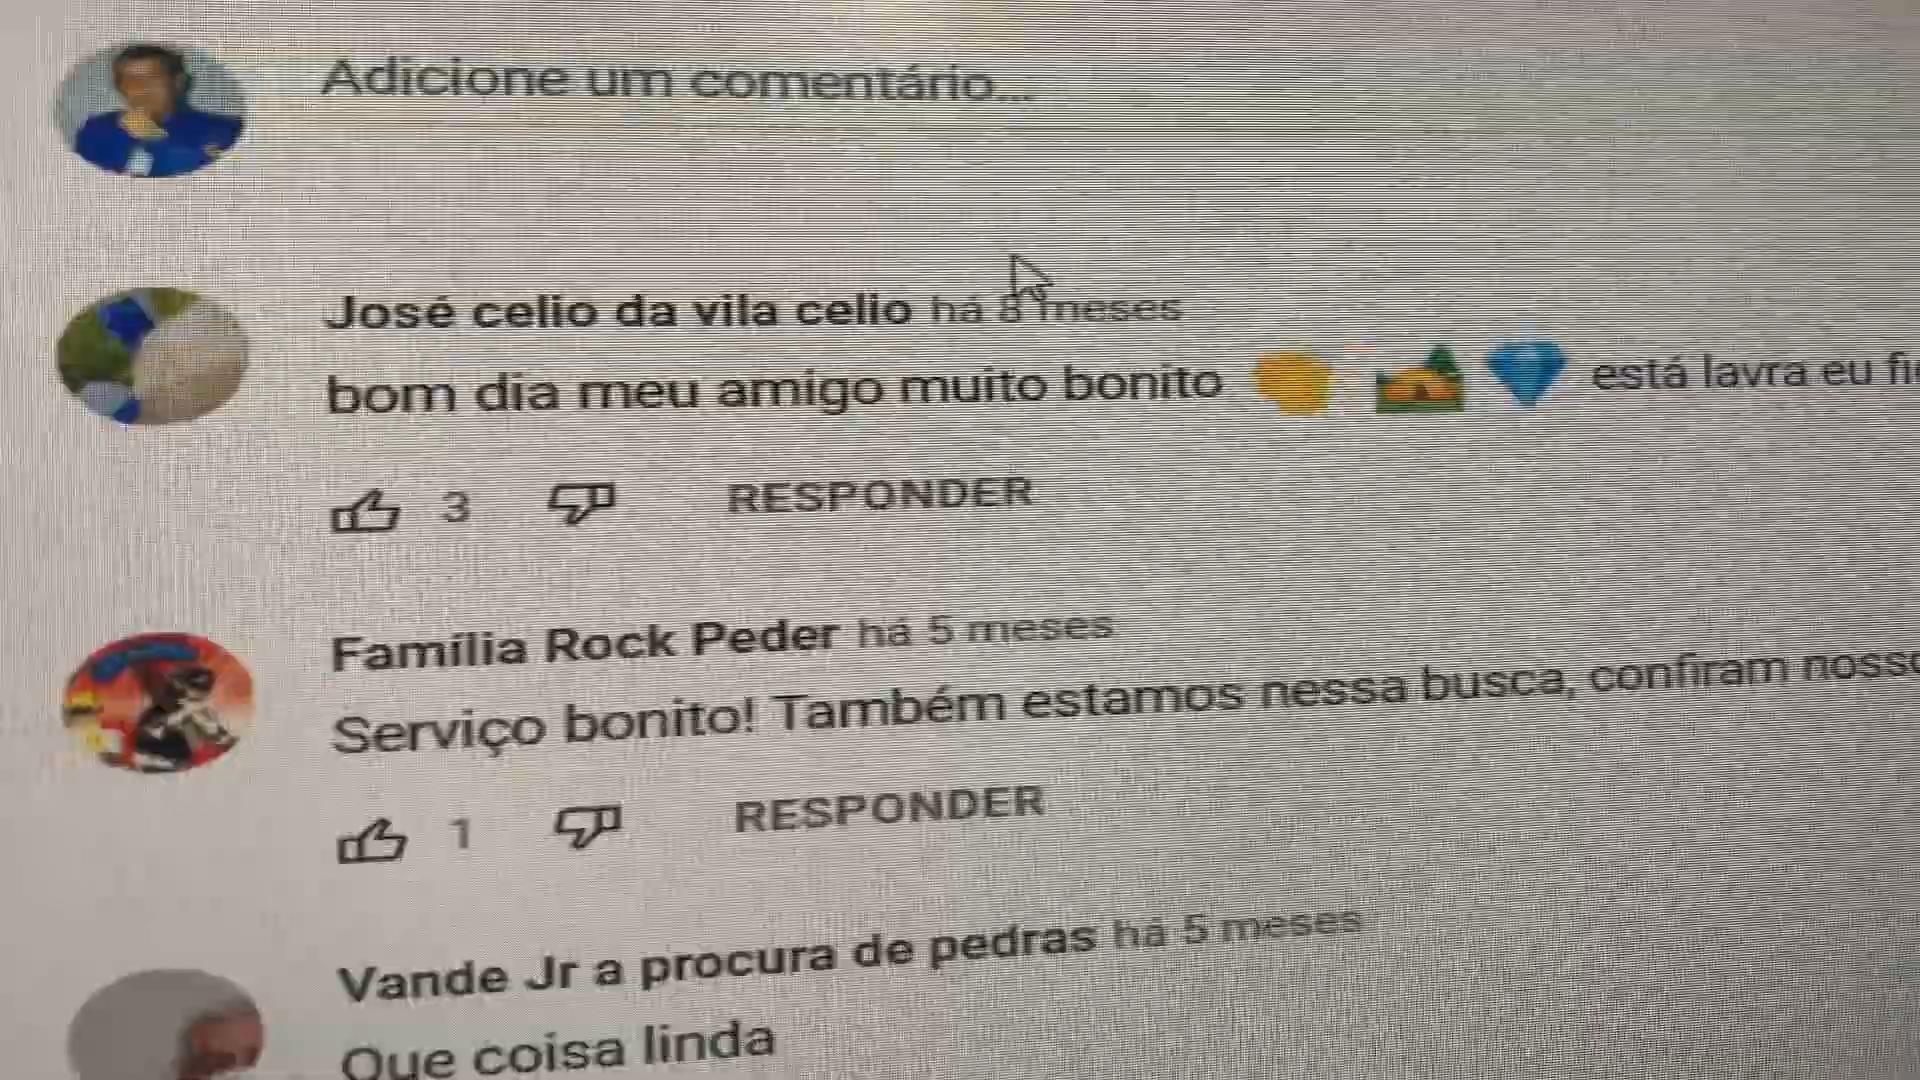 Adicione um comentário...
José celio da vila celio há 8 meses
bom dia meu amigo muito bonito 👏 🏕️ 💎 está lavra eu
3 RESPONDER
Família Rock Peder há 5 meses
Serviço bonito! Também estamos nessa busca, confiram
1 RESPONDER
Vande Jr a procura de pedras há 5 meses
Que coisa linda